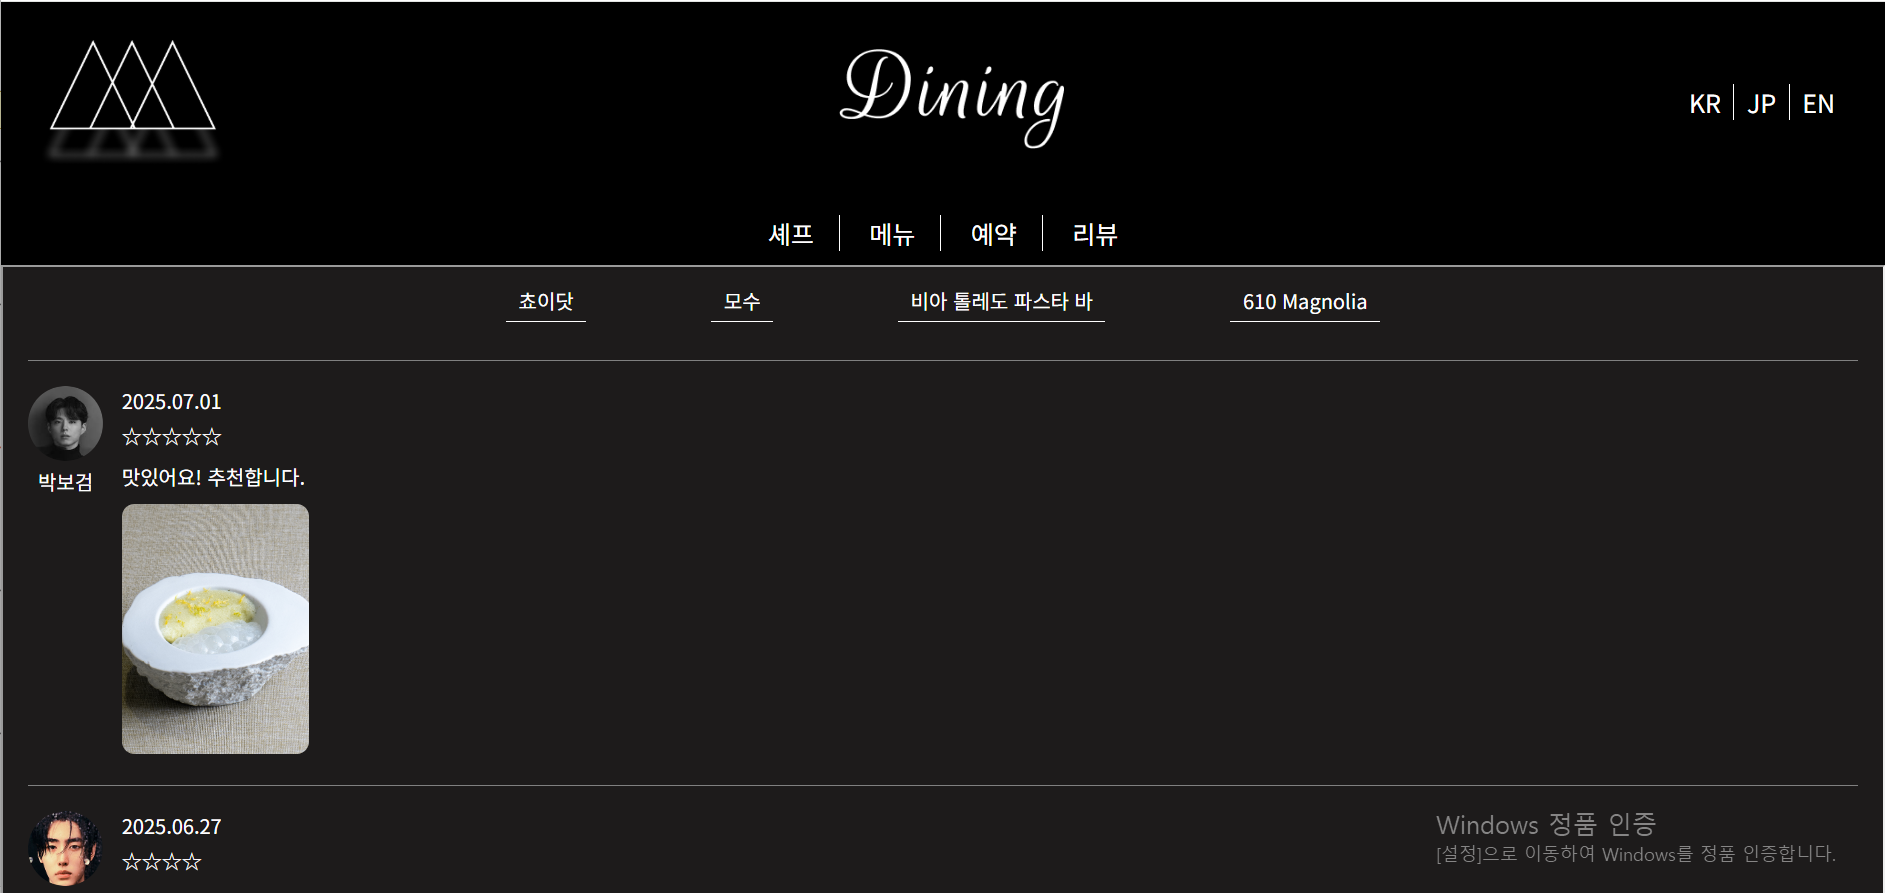 Dining
KR JP EN
셰프 메뉴 예약 리뷰
쵸이닷 모수 비아 톨레도 파스타 바 610 Magnolia
2025.07.01
☆☆☆☆☆
박보검
맛있어요! 추천합니다.
2025.06.27
☆☆☆☆
Windows 정품 인증
[설정]으로 이동하여 Windows를 정품 인증합니다.